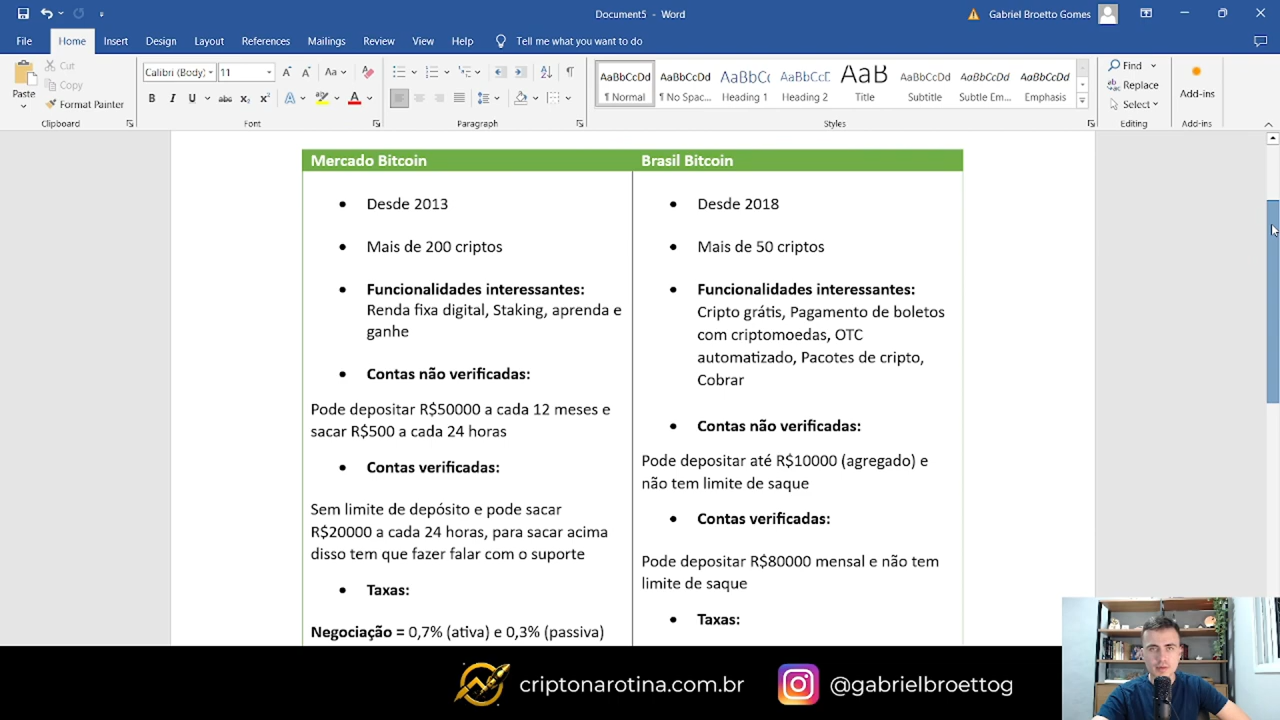 Document5 - Word
Gabriel Broetto Gomes
File Home Insert Design Layout References Mailings Review View Help Tell me what you want to do
Paste
Cut
Copy
Format Painter
Clipboard
Calibri (Body) 11
Font
Paragraph
AaBbCcDd AaBbCcDd AaBbCc AaBbCcC AaB AaBbCcD AaBbCcDd AaBbCcDd
¶ Normal ¶ No Spac... Heading 1 Heading 2 Title Subtitle Subtle Em... Emphasis
Styles
Find
Replace
Select
Editing
Add-ins
Add-ins
Mercado Bitcoin
• Desde 2013
• Mais de 200 criptos
• Funcionalidades interessantes:
Renda fixa digital, Staking, aprenda e
ganhe
• Contas não verificadas:
Pode depositar R$50000 a cada 12 meses e
sacar R$500 a cada 24 horas
• Contas verificadas:
Sem limite de depósito e pode sacar
R$20000 a cada 24 horas, para sacar acima
disso tem que fazer falar com o suporte
• Taxas:
Negociação = 0,7% (ativa) e 0,3% (passiva)
Brasil Bitcoin
• Desde 2018
• Mais de 50 criptos
• Funcionalidades interessantes:
Cripto grátis, Pagamento de boletos
com criptomoedas, OTC
automatizado, Pacotes de cripto,
Cobrar
• Contas não verificadas:
Pode depositar até R$10000 (agregado) e
não tem limite de saque
• Contas verificadas:
Pode depositar R$80000 mensal e não tem
limite de saque
• Taxas:
criptonarotina.com.br
@gabrielbroettog